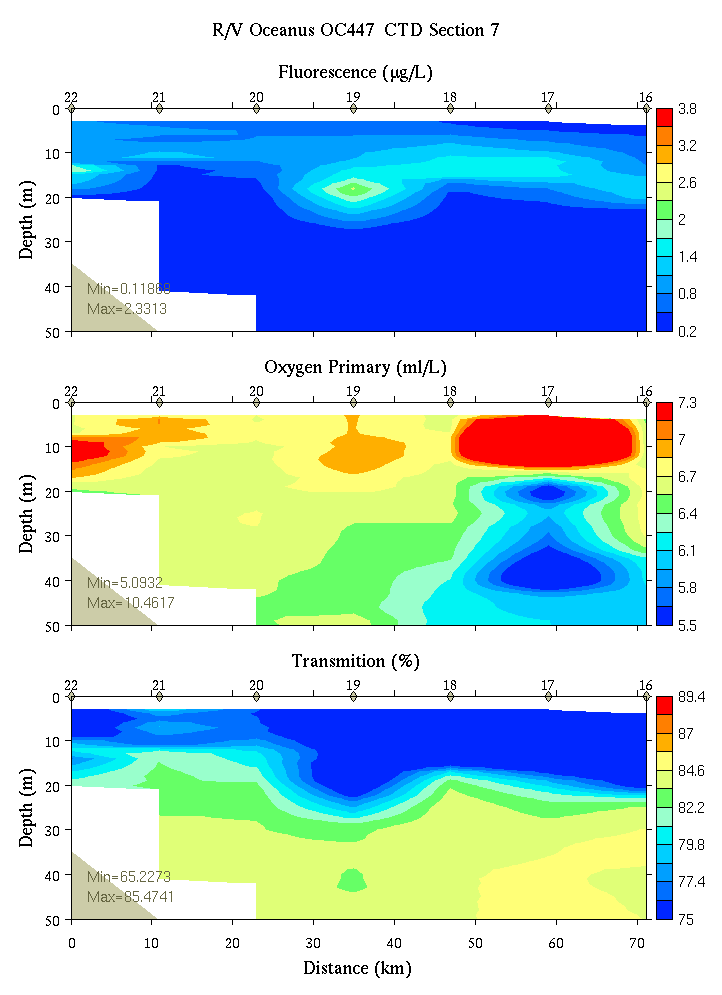 R/V Oceanus OC447 CTD Section 7
Fluorescence (µg/L)
22 21 20 19 18 17 16
0
10
20
30
40
50
Depth (m)
Min=0.11868
Max=2.3313
3.8
3.2
2.6
2
1.4
0.8
0.2
Oxygen Primary (ml/L)
22 21 20 19 18 17 16
0
10
20
30
40
50
Depth (m)
Min=5.0932
Max=10.4617
7.3
7
6.7
6.4
6.1
5.8
5.5
Transmition (%)
22 21 20 19 18 17 16
0
10
20
30
40
50
Depth (m)
Min=65.2273
Max=85.4741
89.4
87
84.6
82.2
79.8
77.4
75
0 10 20 30 40 50 60 70
Distance (km)